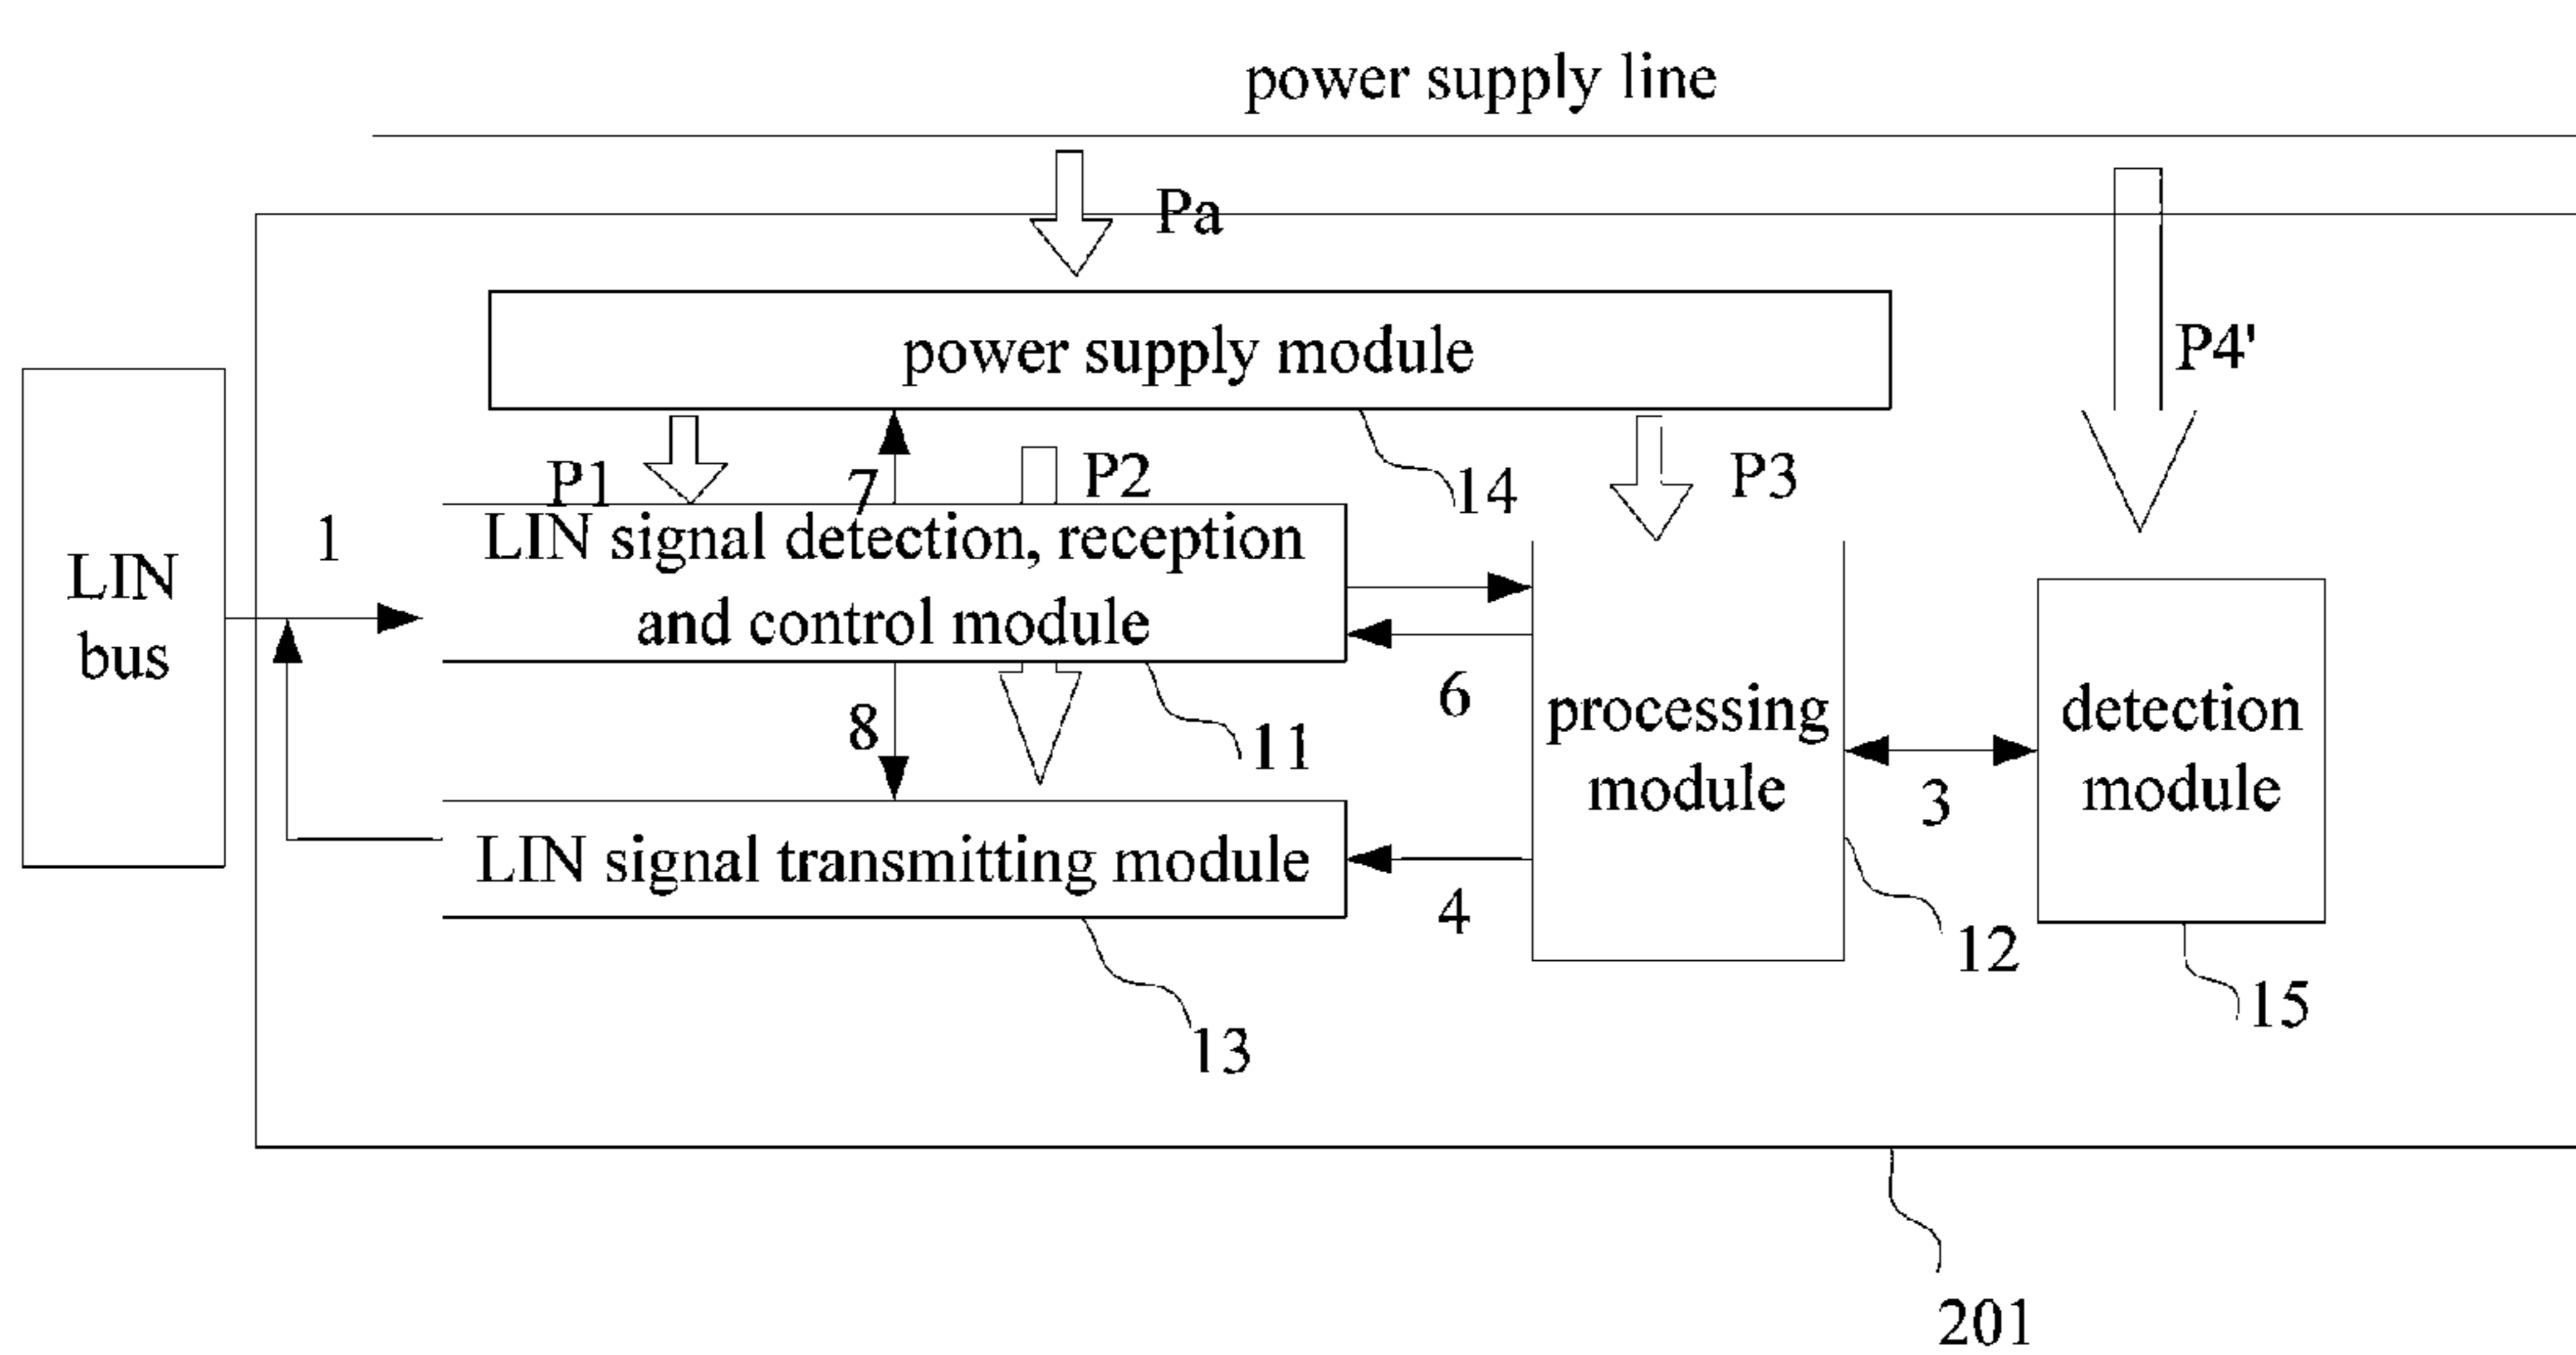 power supply line
Pa
power supply module
P4'
P1
7
P2
14
P3
1
LIN signal detection, reception
and control module
LIN
bus
6
8
11
processing
module
detection
module
3
LIN signal transmitting module
4
12
15
13
201